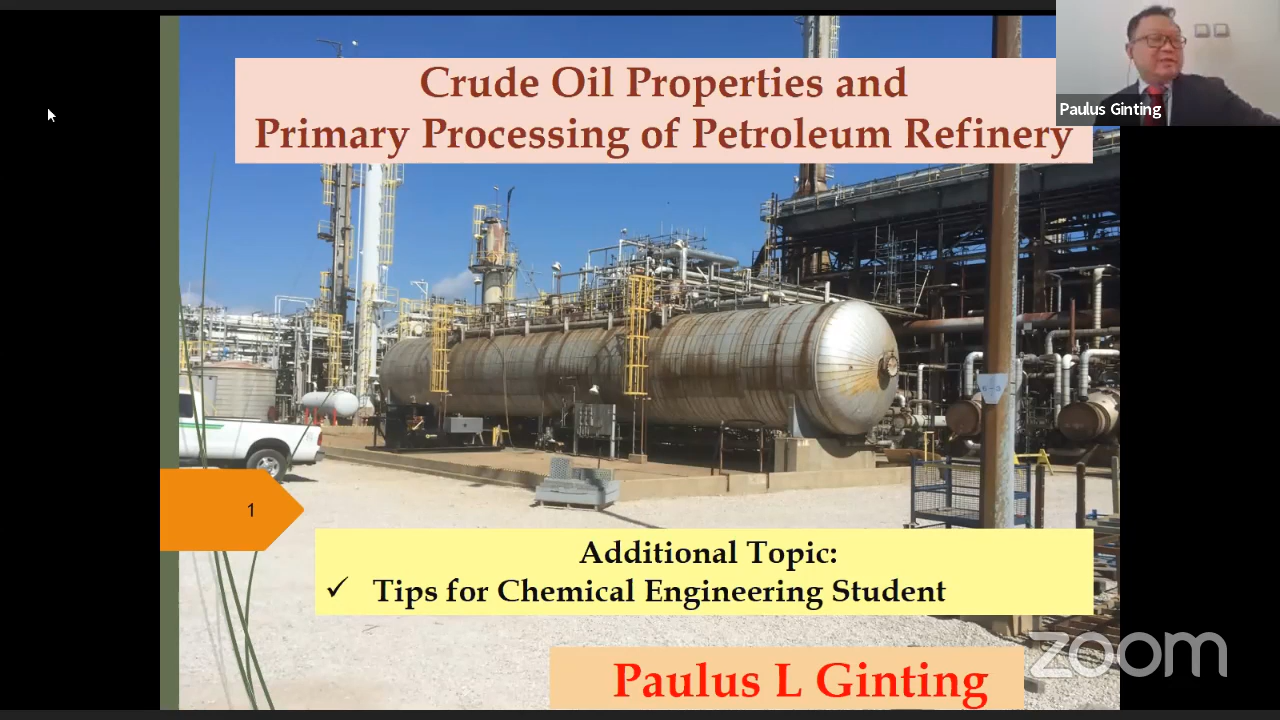 Crude Oil Properties and
Primary Processing of Petroleum Refinery
Paulus Ginting
1
Additional Topic:
✓ Tips for Chemical Engineering Student
zoom
Paulus L Ginting